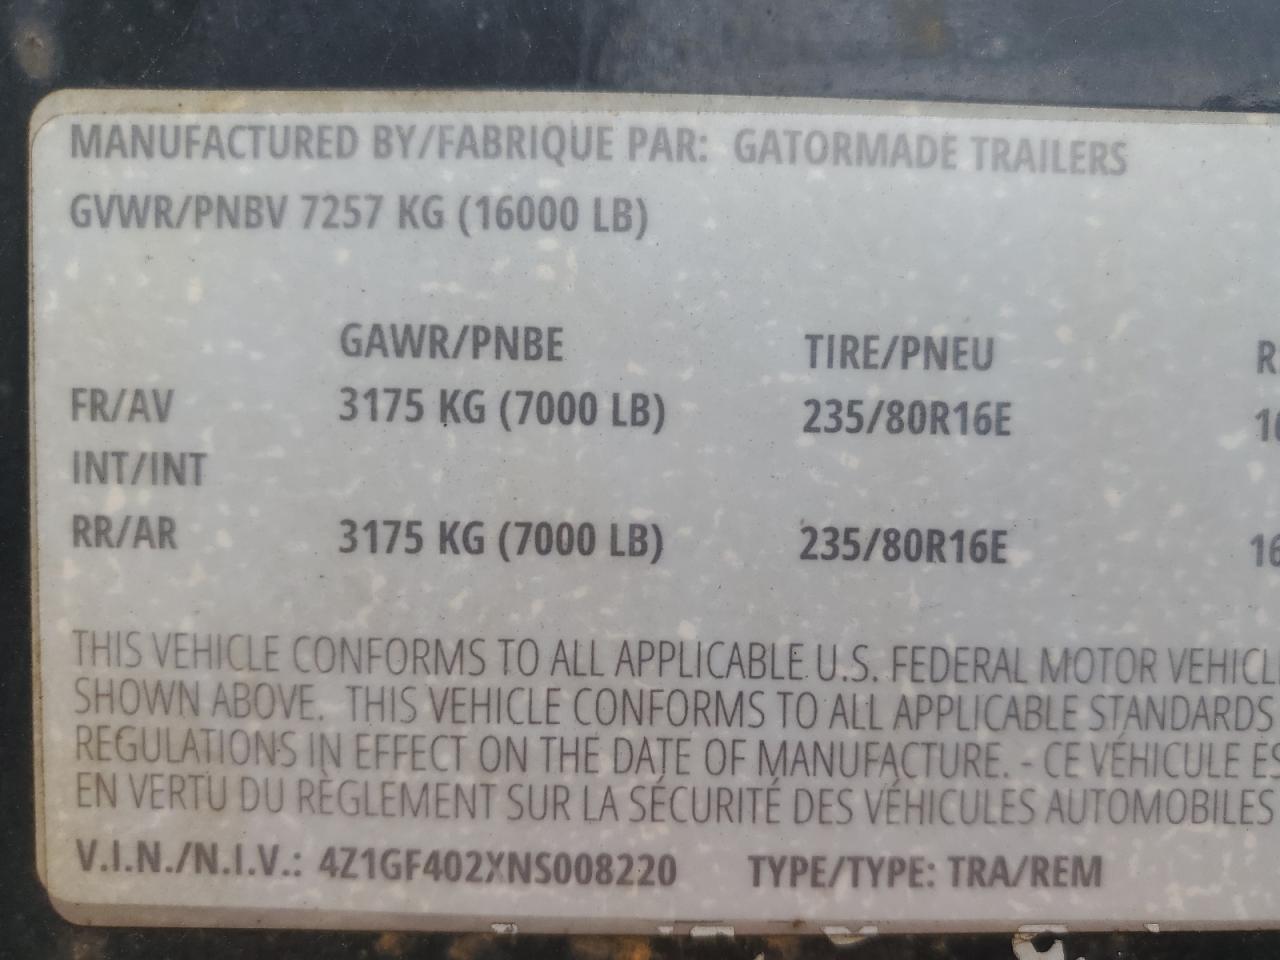 MANUFACTURED BY/FABRIQUE PAR: GATORMADE TRAILERS
GVWR/PNBV 7257 KG (16000 LB)
GAWR/PNBE TIRE/PNEU
FR/AV 3175 KG (7000 LB) 235/80R16E
INT/INT
RR/AR 3175 KG (7000 LB) 235/80R16E 16
THIS VEHICLE CONFORMS TO ALL APPLICABLE U.S. FEDERAL MOTOR
SHOWN ABOVE. THIS VEHICLE CONFORMS TO ALL APPLICABLE STANDARDS
REGULATIONS IN EFFECT ON THE DATE OF MANUFACTURE. - CE VÉHICULE
EN VERTU DU RÈGLEMENT SUR LA SÉCURITÉ DES VÉHICULES AUTOMOBILES
V.I.N./N.I.V.: 4Z1GF402XNS008220 TYPE/TYPE: TRA/REM